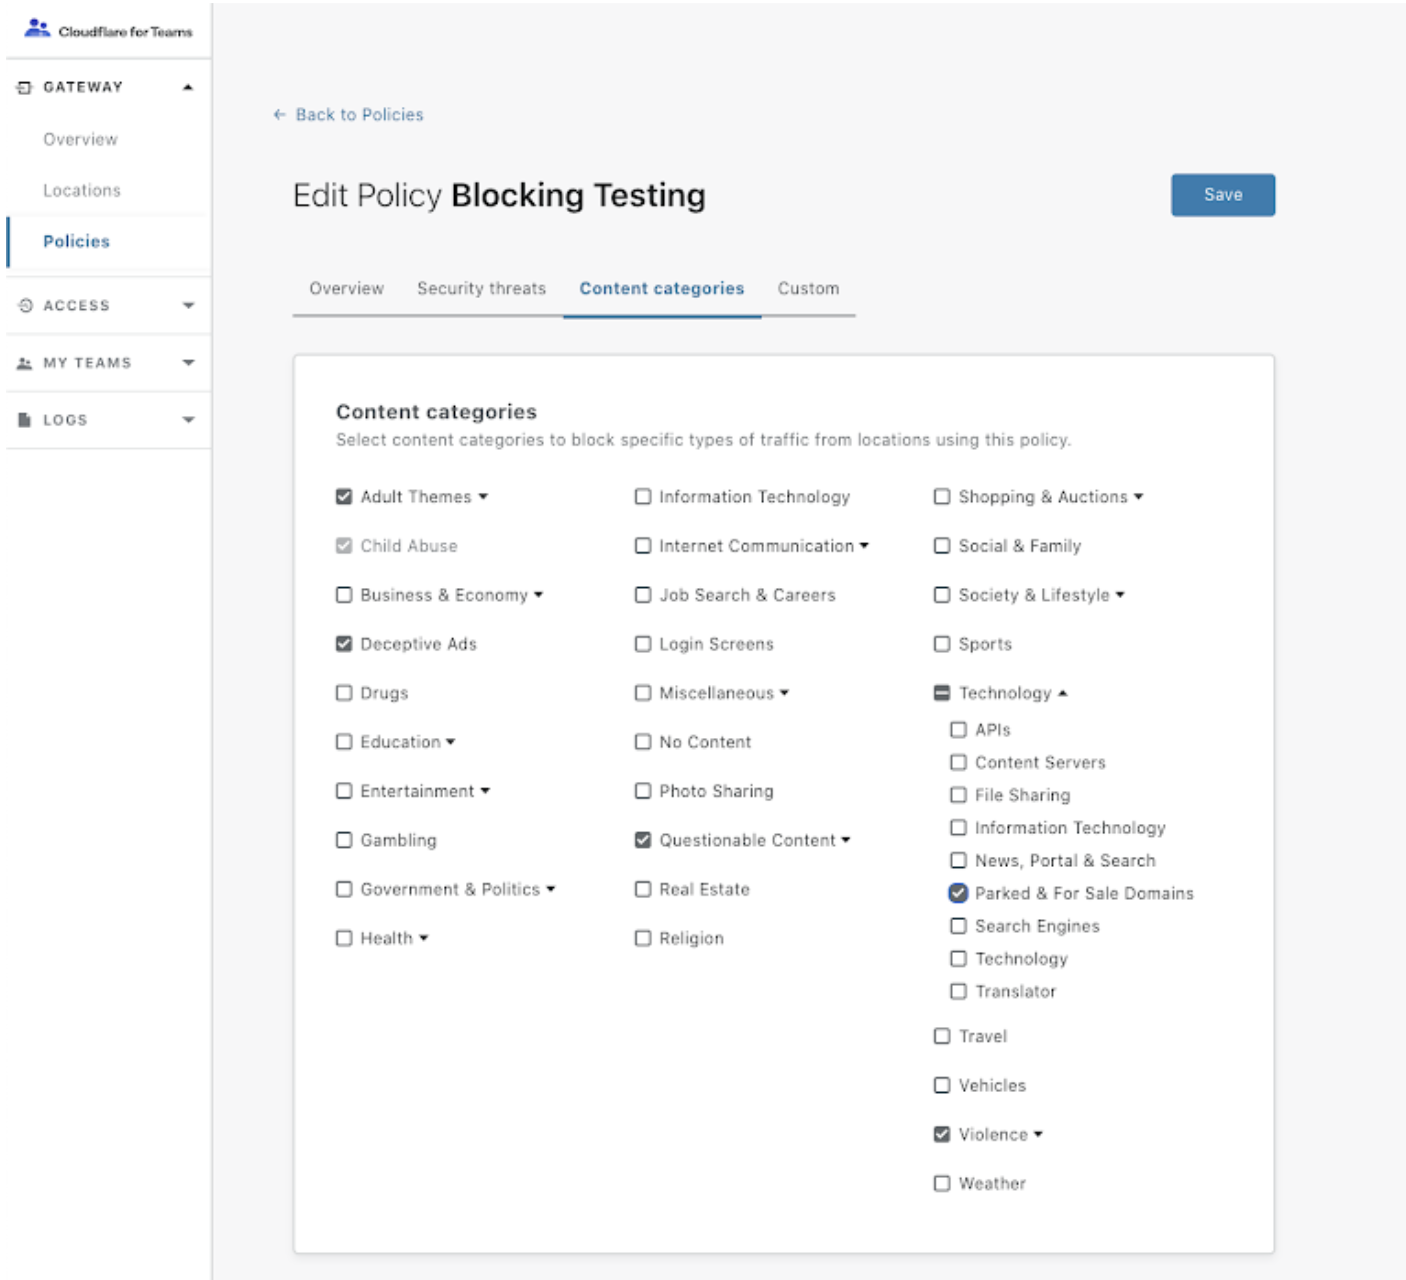 Cloudflare for Teams
GATEWAY
Overview
Locations
Policies
ACCESS
MY TEAMS
LOGS
← Back to Policies
Edit Policy Blocking Testing
Save
Overview
Security threats
Content categories
Custom
Content categories
Select content categories to block specific types of traffic from locations using this policy.
Adult Themes
Child Abuse
Business & Economy
Deceptive Ads
Drugs
Education
Entertainment
Gambling
Government & Politics
Health
Information Technology
Internet Communication
Job Search & Careers
Login Screens
Miscellaneous
No Content
Photo Sharing
Questionable Content
Real Estate
Religion
Shopping & Auctions
Social & Family
Society & Lifestyle
Sports
Technology
APIs
Content Servers
File Sharing
Information Technology
News, Portal & Search
Parked & For Sale Domains
Search Engines
Technology
Translator
Travel
Vehicles
Violence
Weather